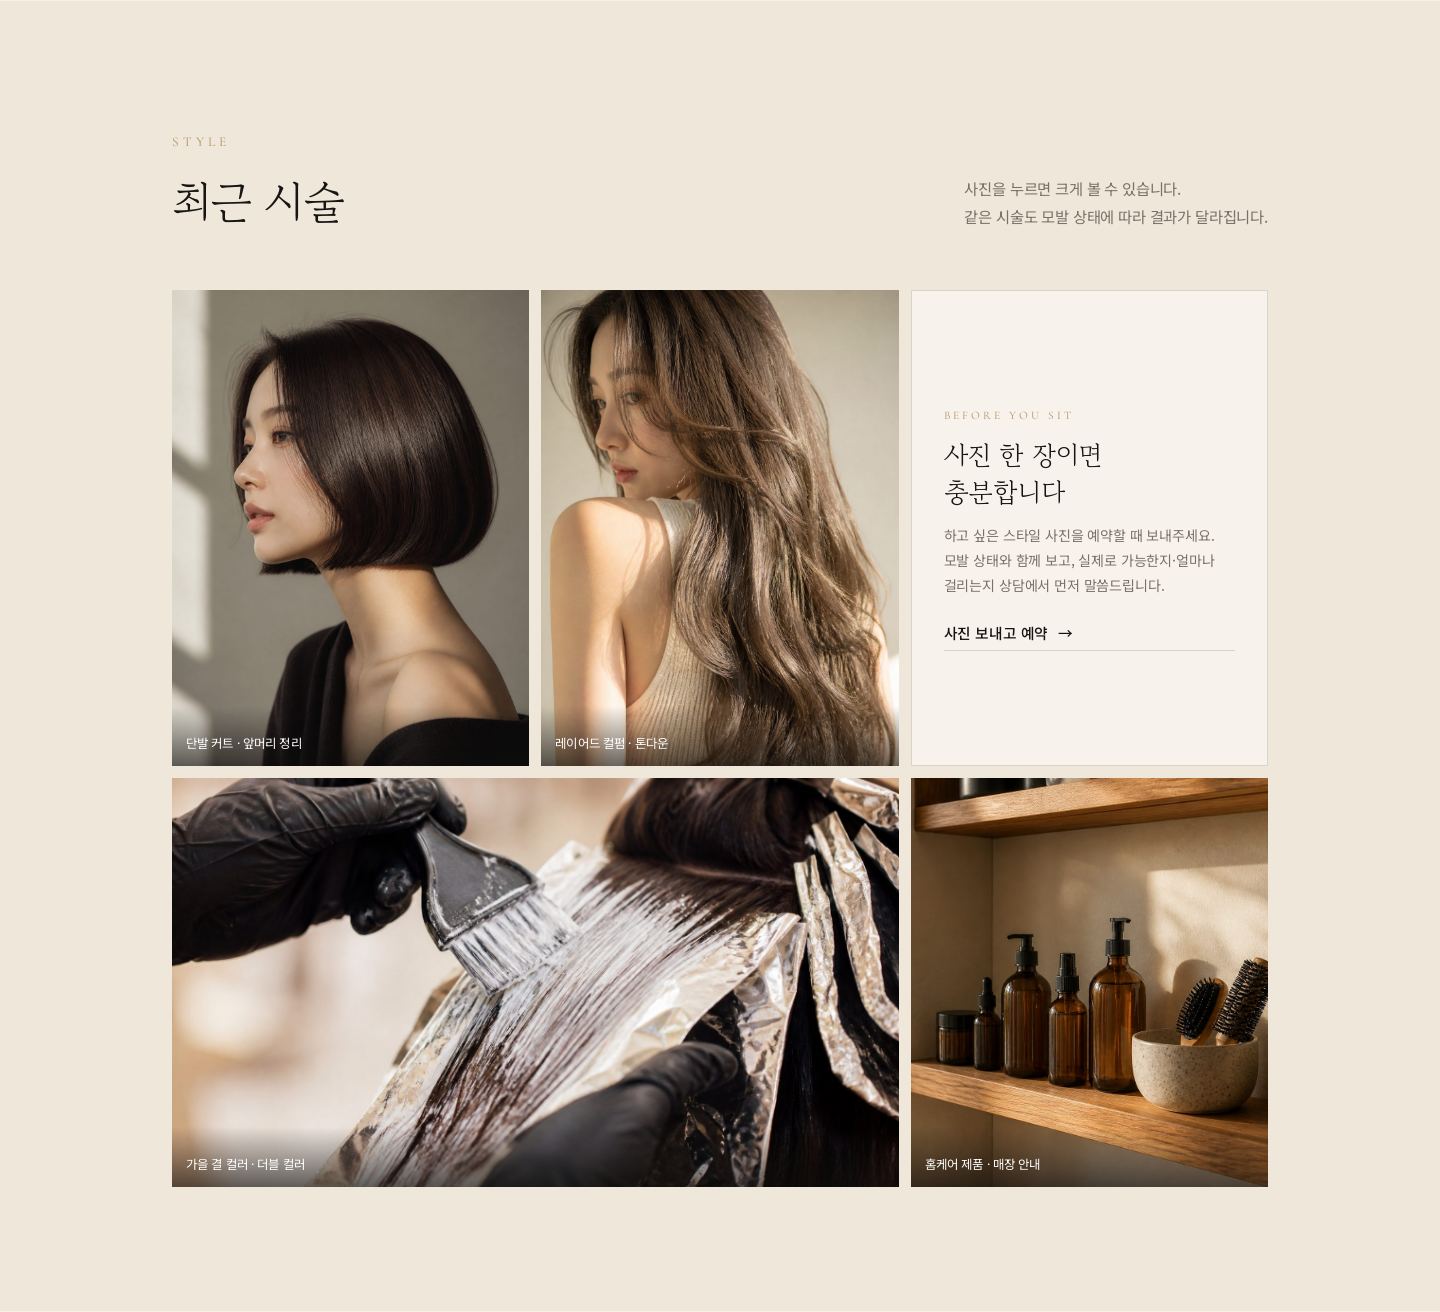 STYLE
최근 시술
사진을 누르면 크게 볼 수 있습니다.
같은 시술도 모발 상태에 따라 결과가 달라집니다.
단발 커트 · 앞머리 정리
레이어드 컬펌 · 톤다운
BEFORE YOU SIT
사진 한 장이면
충분합니다
하고 싶은 스타일 사진을 예약할 때 보내주세요.
모발 상태와 함께 보고, 실제로 가능한지·얼마나
걸리는지 상담에서 먼저 말씀드립니다.
사진 보내고 예약 →
가을 결 컬러 · 더블 컬러
홈케어 제품 · 매장 안내